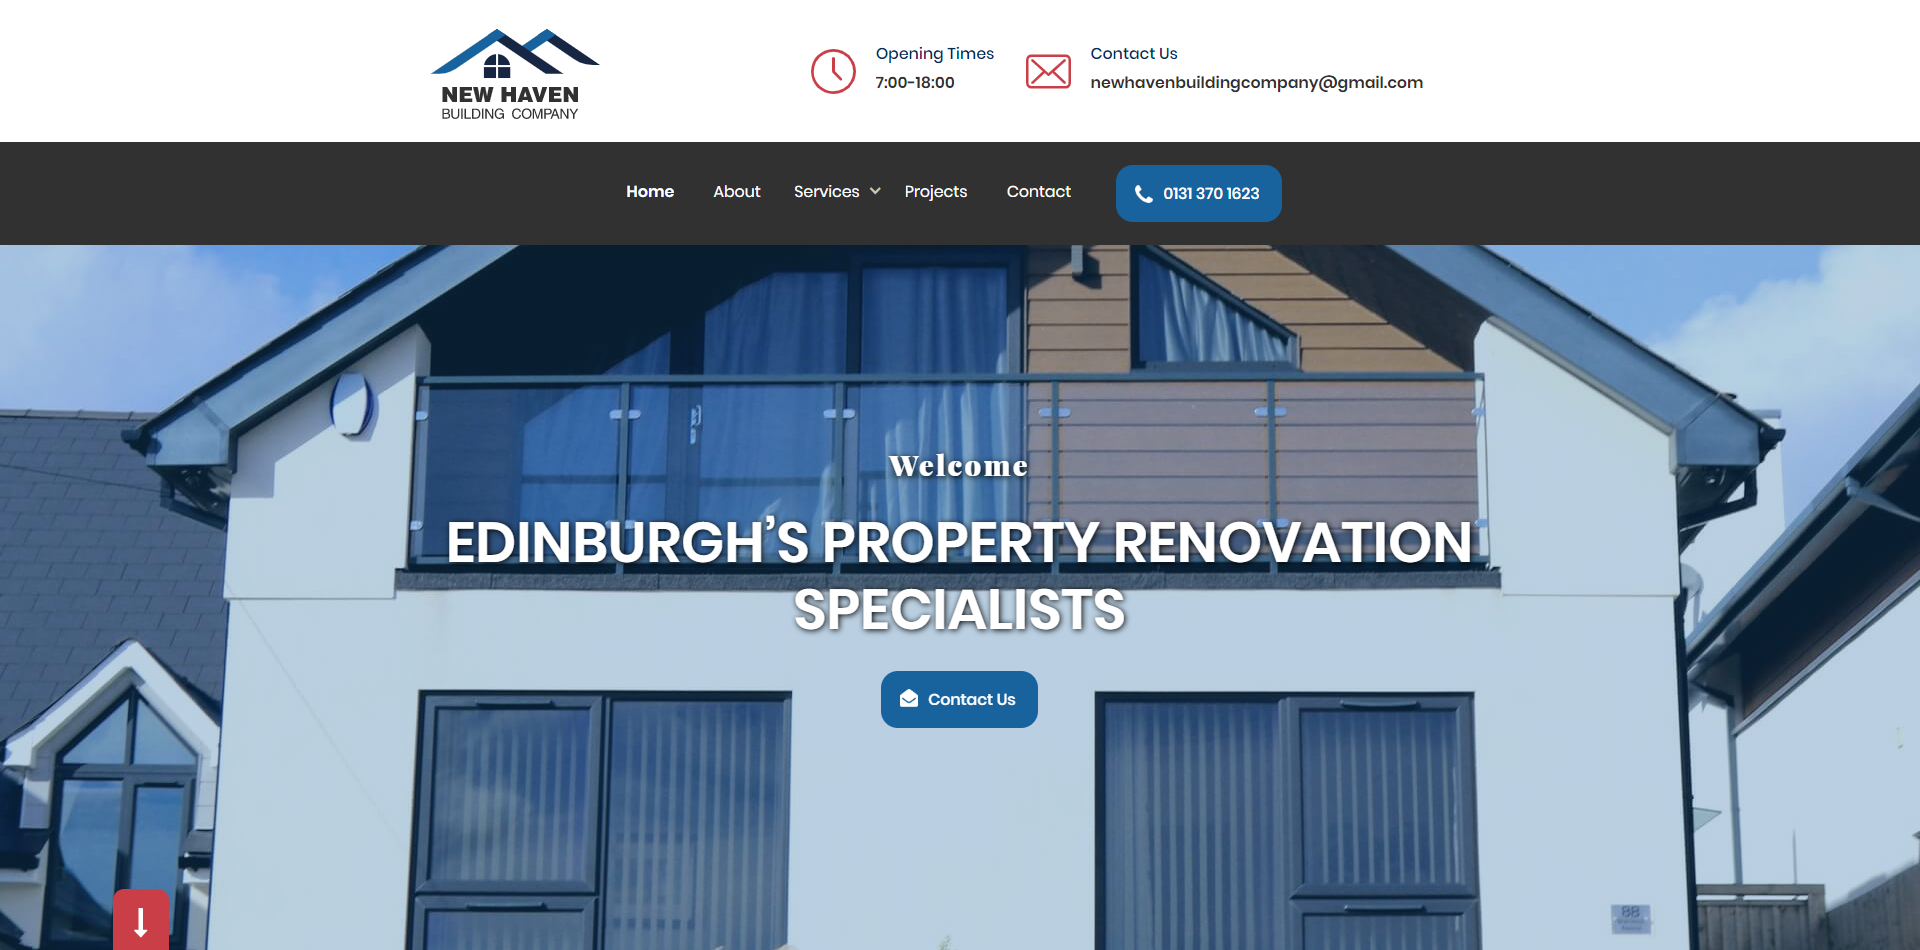 NEW HAVEN
BUILDING COMPANY
Opening Times
7:00-18:00
Contact Us
newhavenbuildingcompany@gmail.com
Home
About
Services
Projects
Contact
0131 370 1623
Welcome
EDINBURGH’S PROPERTY RENOVATION
SPECIALISTS
Contact Us
88